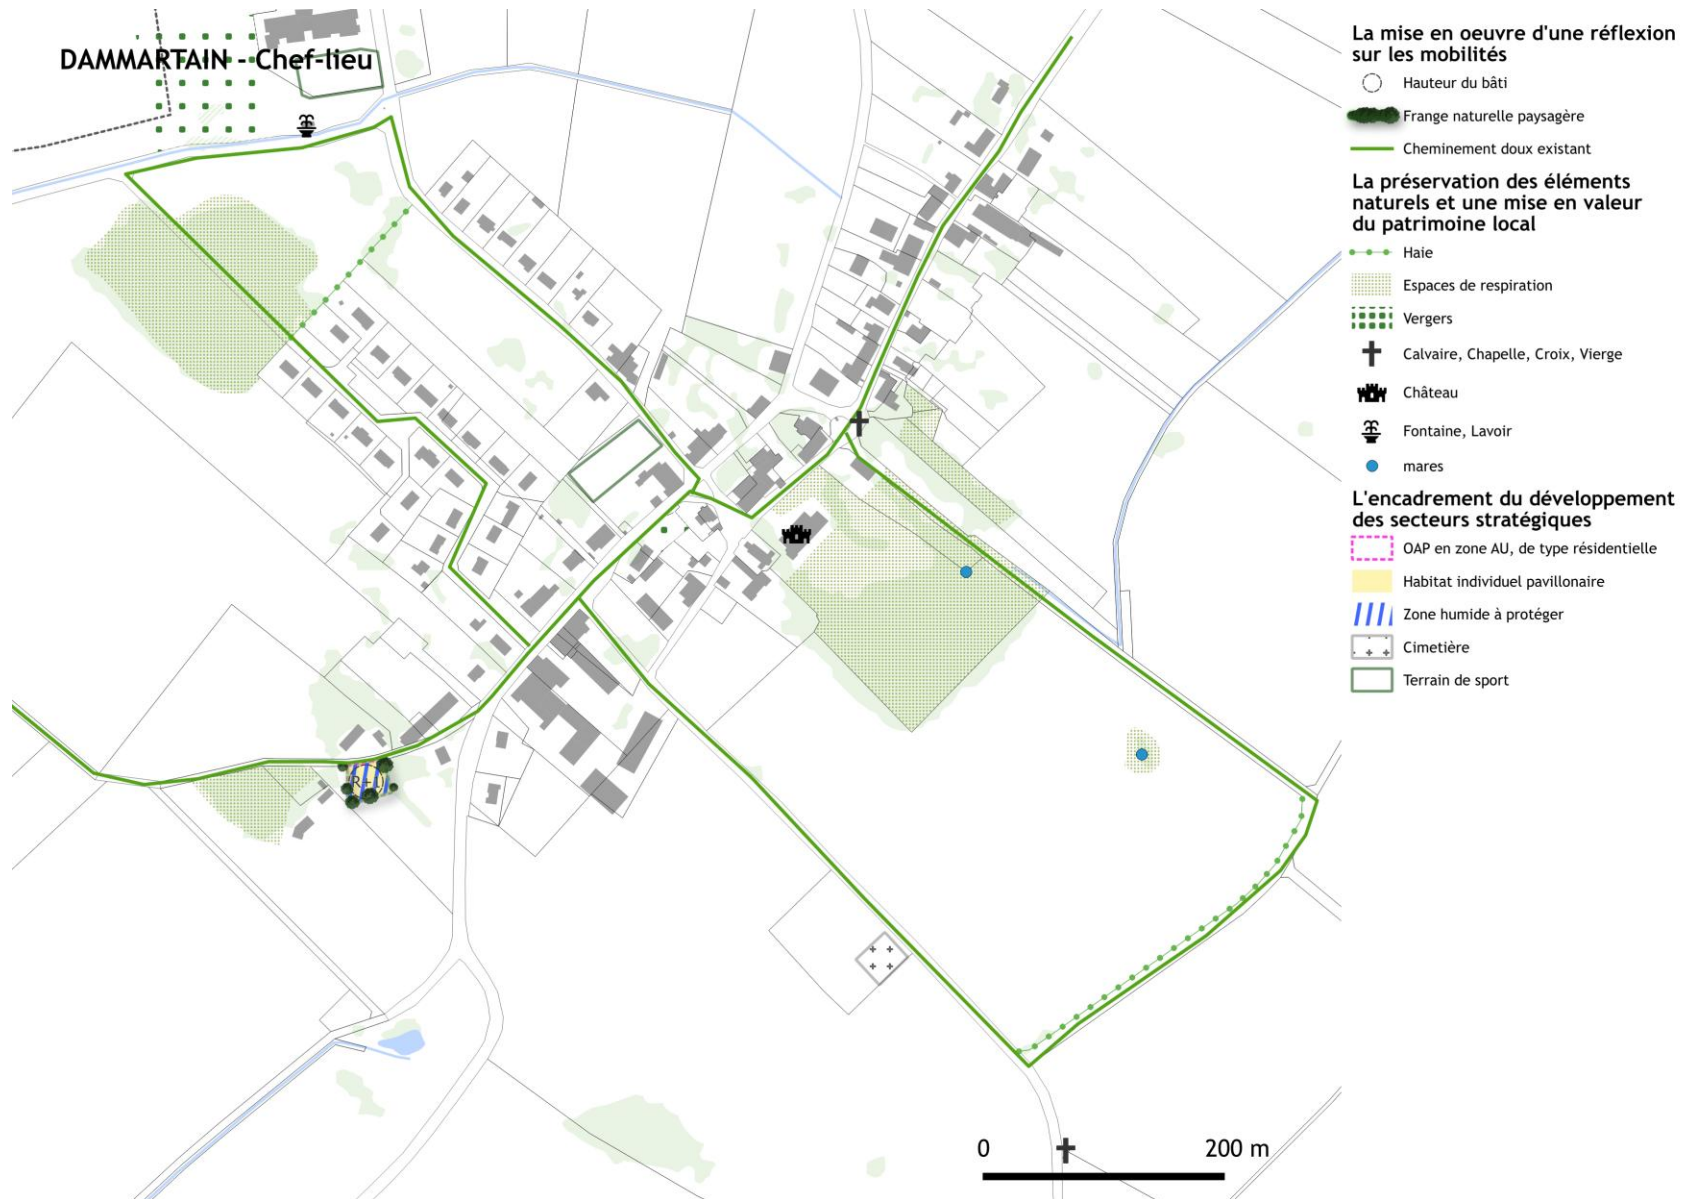 DAMMARTAIN - Chef-lieu
R+1
0 200 m
La mise en oeuvre d'une réflexion
sur les mobilités
Hauteur du bâti
Frange naturelle paysagère
Cheminement doux existant
La préservation des éléments
naturels et une mise en valeur
du patrimoine local
Haie
Espaces de respiration
Vergers
Calvaire, Chapelle, Croix, Vierge
Château
Fontaine, Lavoir
mares
L'encadrement du développement
des secteurs stratégiques
OAP en zone AU, de type résidentielle
Habitat individuel pavillonaire
Zone humide à protéger
Cimetière
Terrain de sport